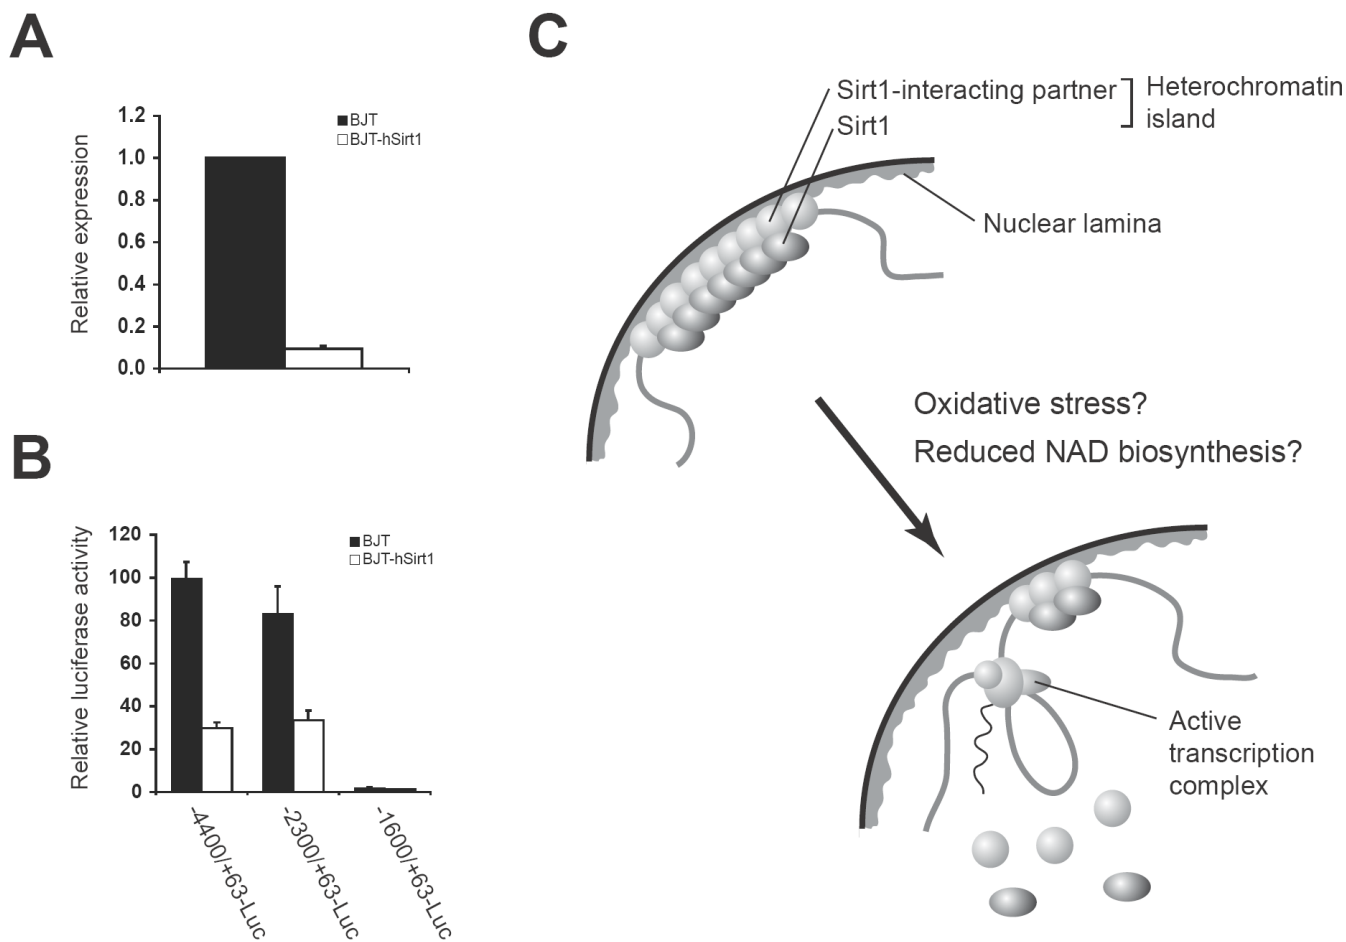 A
1.2
1.0
0.8
0.6
0.4
0.2
0.0
Relative expression
BJT
BJT-hSirt1
B
120
100
80
60
40
20
0
Relative luciferase activity
BJT
BJT-hSirt1
-4400/+63-Luc
-2300/+63-Luc
-1600/+63-Luc
C
Sirt1-interacting partner
Sirt1
Heterochromatin
island
Nuclear lamina
Oxidative stress?
Reduced NAD biosynthesis?
Active
transcription
complex